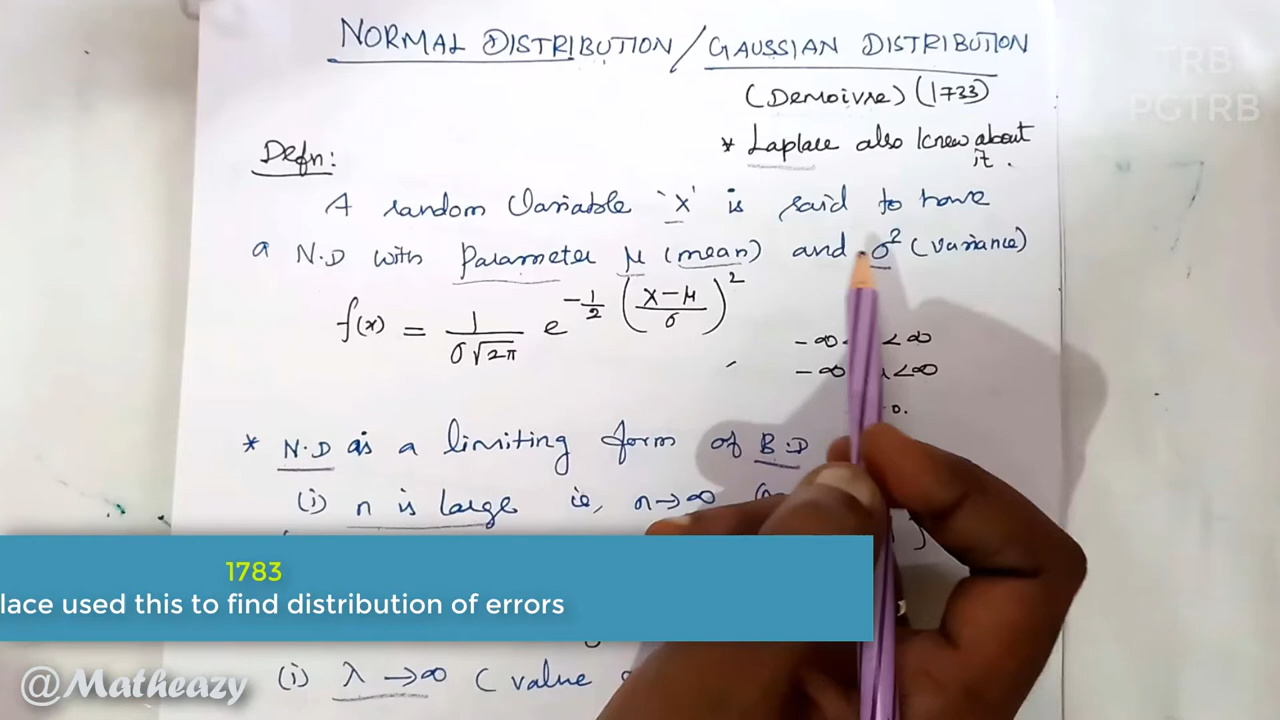 NORMAL DISTRIBUTION / GAUSSIAN DISTRIBUTION
TRB
PGTRB
(Demoivre) (1733)
* Laplace also knew about it.
Defn:
A random Variable 'X' is said to have
a N.D with Parameter μ (mean) and σ² (variance)
f(x) = 1/(σ√2π) e^(-1/2 ((x-μ)/σ)^2)
-∞ < ∞
-∞ < ∞
0.
* N.D as a limiting form of B.D
(i) n is large ie, n→∞
1783
lace used this to find distribution of errors
(i) λ →∞ ( value
@Matheazy